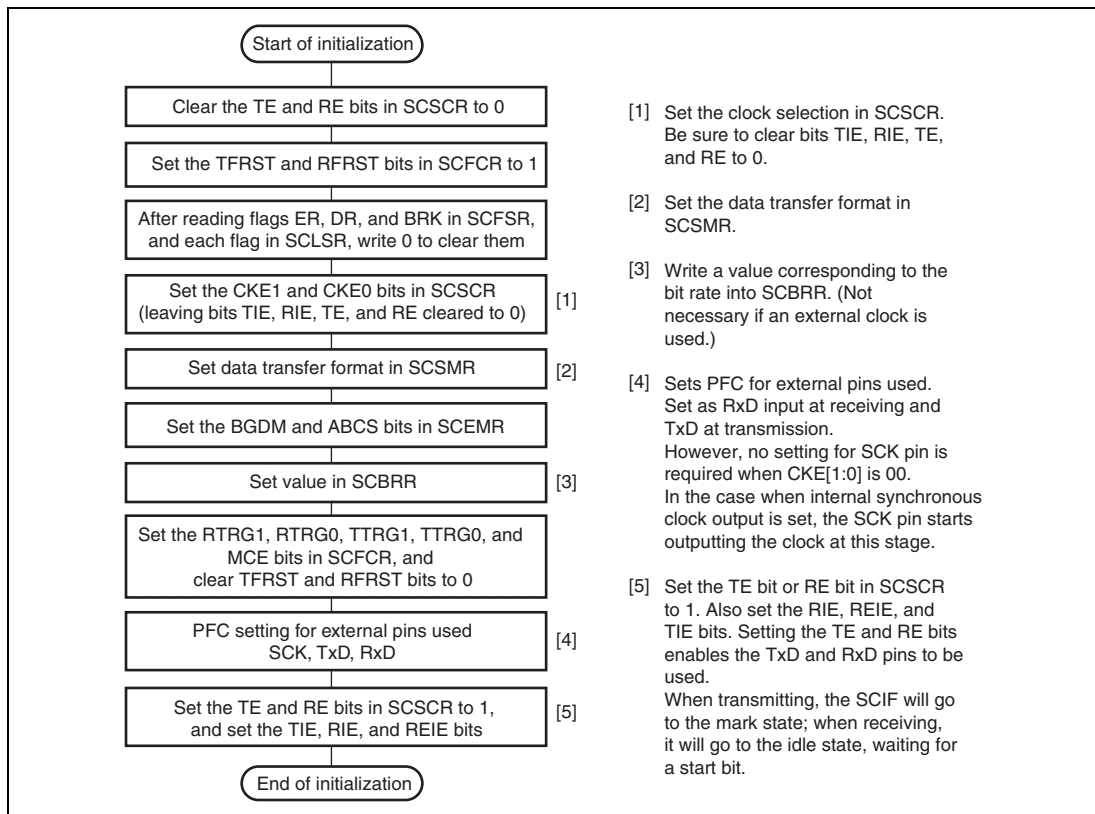 Start of initialization
Clear the TE and RE bits in SCSCR to 0
Set the TFRST and RFRST bits in SCFCR to 1
After reading flags ER, DR, and BRK in SCFSR,
and each flag in SCLSR, write 0 to clear them
Set the CKE1 and CKE0 bits in SCSCR
(leaving bits TIE, RIE, TE, and RE cleared to 0)
[1]
Set data transfer format in SCSMR
[2]
Set the BGDM and ABCS bits in SCEMR
Set value in SCBRR
[3]
Set the RTRG1, RTRG0, TTRG1, TTRG0, and
MCE bits in SCFCR, and
clear TFRST and RFRST bits to 0
PFC setting for external pins used
SCK, TxD, RxD
[4]
Set the TE and RE bits in SCSCR to 1,
and set the TIE, RIE, and REIE bits
[5]
End of initialization
[1] Set the clock selection in SCSCR.
Be sure to clear bits TIE, RIE, TE,
and RE to 0.
[2] Set the data transfer format in
SCSMR.
[3] Write a value corresponding to the
bit rate into SCBRR. (Not
necessary if an external clock is
used.)
[4] Sets PFC for external pins used.
Set as RxD input at receiving and
TxD at transmission.
However, no setting for SCK pin is
required when CKE[1:0] is 00.
In the case when internal synchronous
clock output is set, the SCK pin starts
outputting the clock at this stage.
[5] Set the TE bit or RE bit in SCSCR
to 1. Also set the RIE, REIE, and
TIE bits. Setting the TE and RE bits
enables the TxD and RxD pins to be
used.
When transmitting, the SCIF will go
to the mark state; when receiving,
it will go to the idle state, waiting for
a start bit.